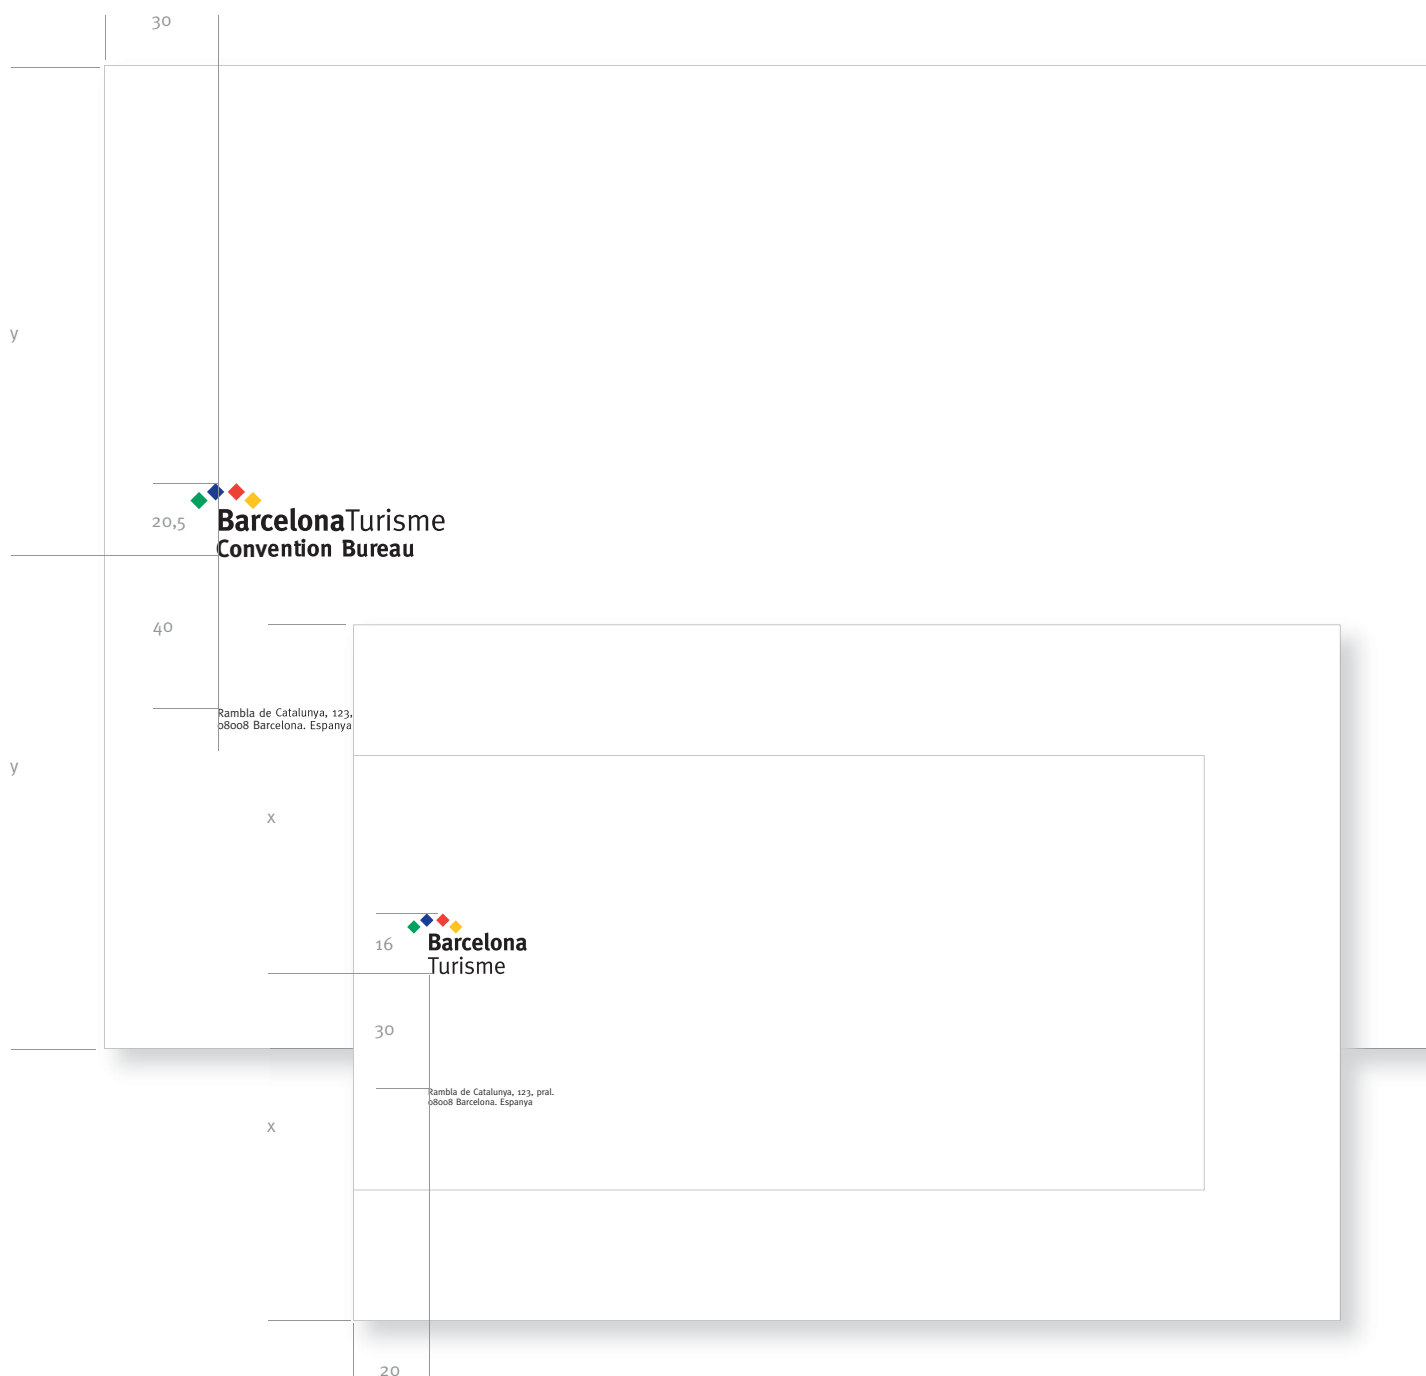 30
y
20,5
BarcelonaTurisme
Convention Bureau
40
Rambla de Catalunya, 123,
08008 Barcelona. Espanya
y
x
16
Barcelona
Turisme
30
Rambla de Catalunya, 123, pral.
08008 Barcelona. Espanya
x
20